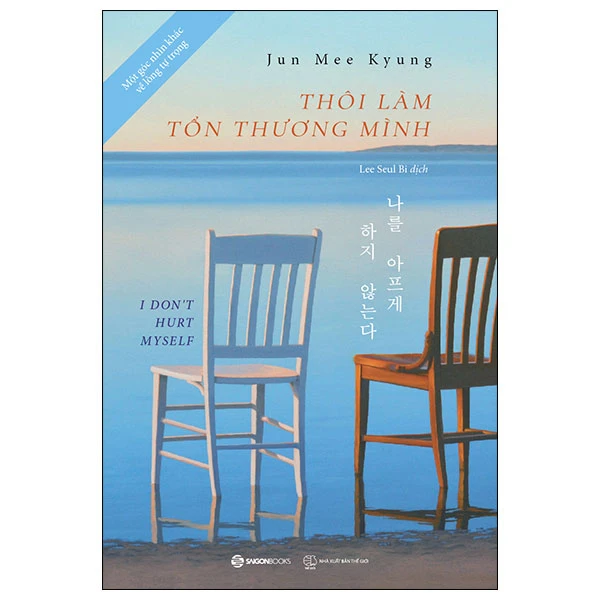 Một góc nhìn khác
về lòng tự trọng
Jun Mee Kyung
THÔI LÀM
TỔN THƯƠNG MÌNH
Lee Seul Bi dịch
나를 아프게
하지 않는다
I DON'T
HURT
MYSELF
SAIGONBOOKS
NHÀ XUẤT BẢN THẾ GIỚI